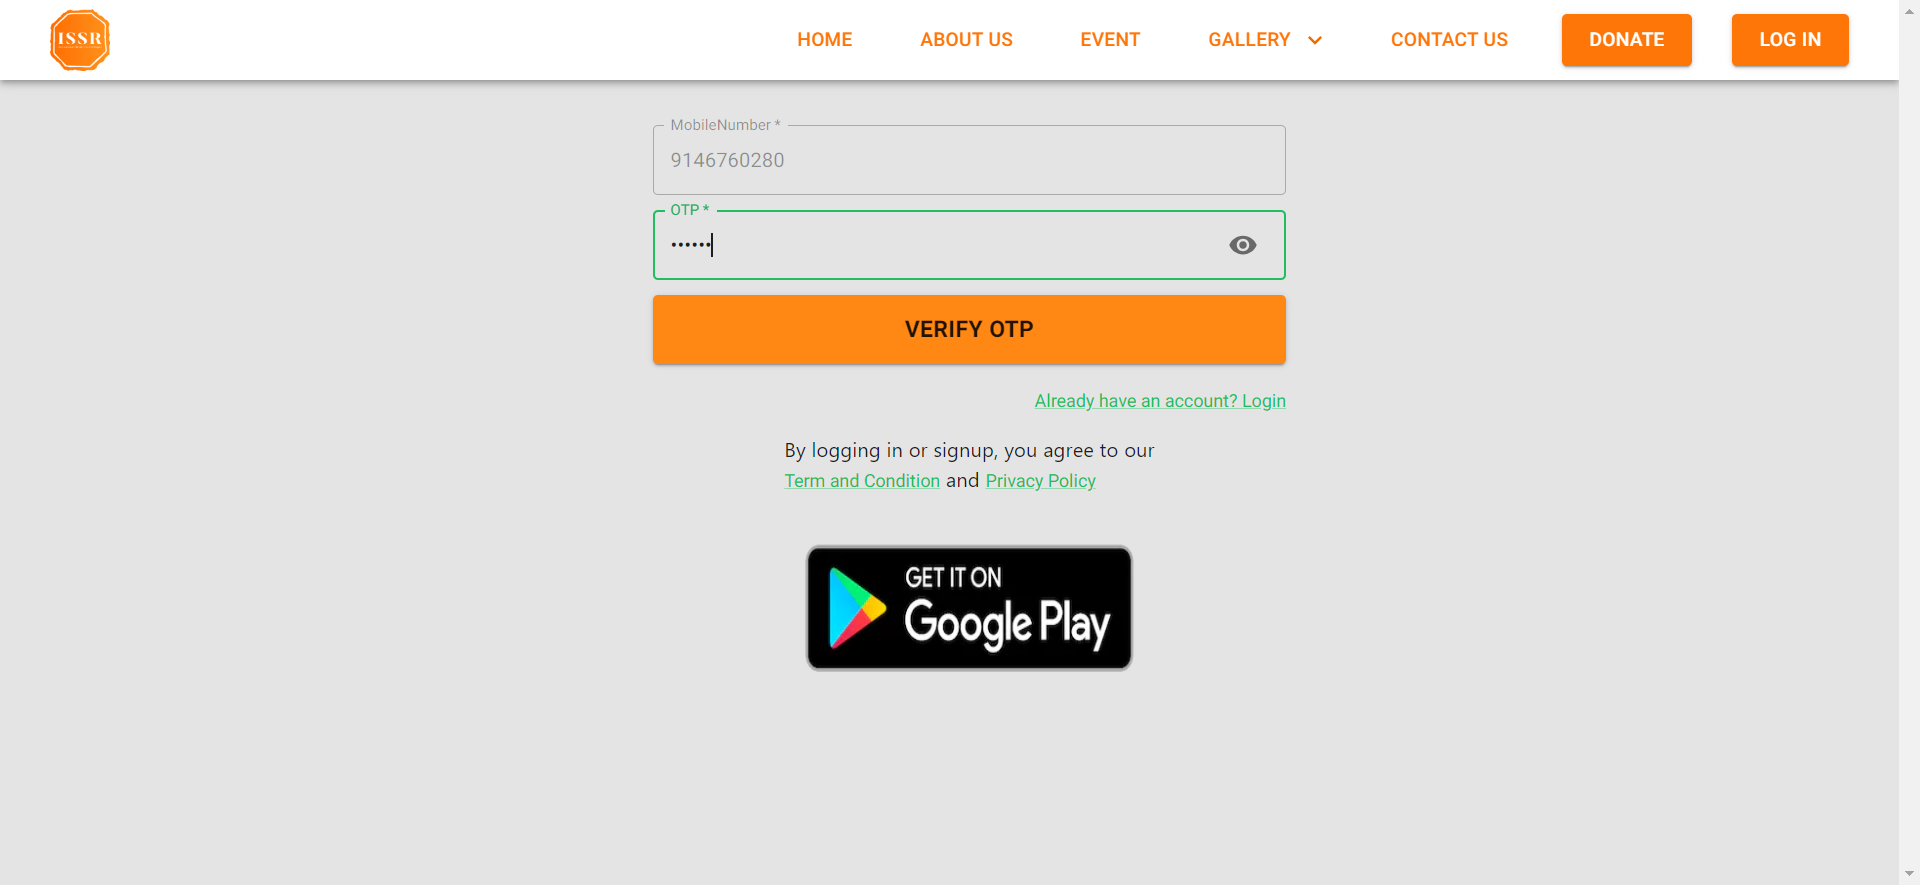 ISSR
HOME ABOUT US EVENT GALLERY CONTACT US DONATE LOG IN
MobileNumber *
9146760280
OTP *
••••••
VERIFY OTP
Already have an account? Login
By logging in or signup, you agree to our
Term and Condition and Privacy Policy
GET IT ON
Google Play